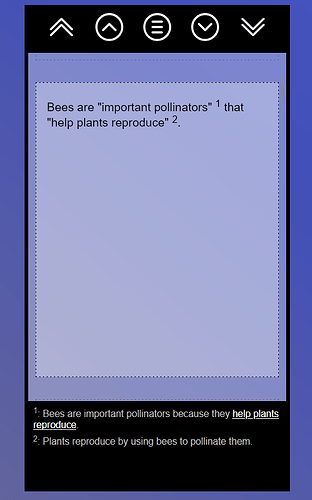 Bees are "important pollinators" 1 that
"help plants reproduce" 2.
1: Bees are important pollinators because they help plants
reproduce.
2: Plants reproduce by using bees to pollinate them.